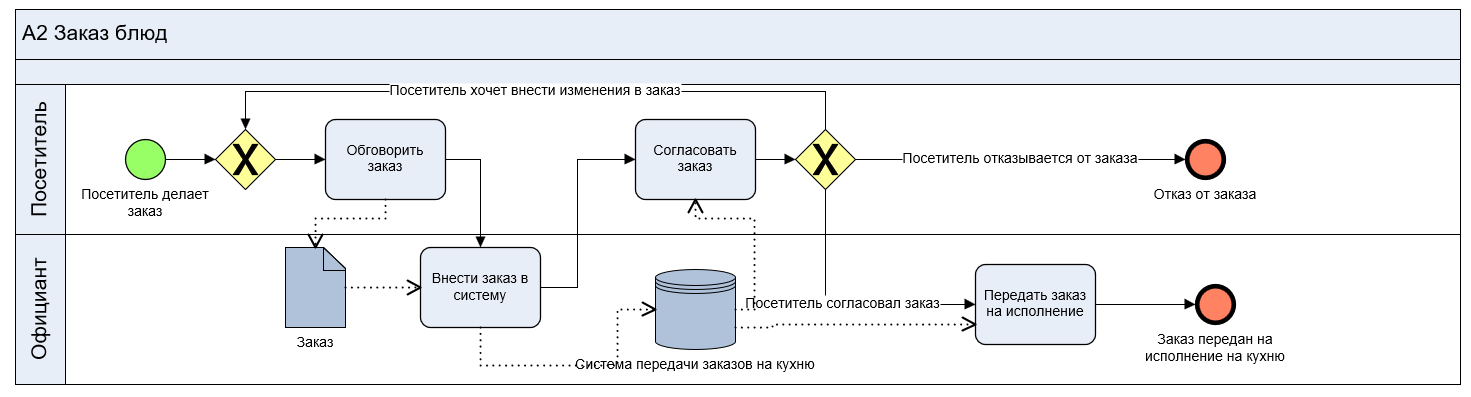 А2 Заказ блюд
Посетитель хочет внести изменения в заказ
Посетитель
Посетитель делает
заказ
X
Обговорить
заказ
Согласовать
заказ
X
Посетитель отказывается от заказа
Отказ от заказа
Официант
Заказ
Внести заказ в
систему
Система передачи заказов на кухню
Посетитель согласовал заказ
Передать заказ
на исполнение
Заказ передан на
исполнение на кухню